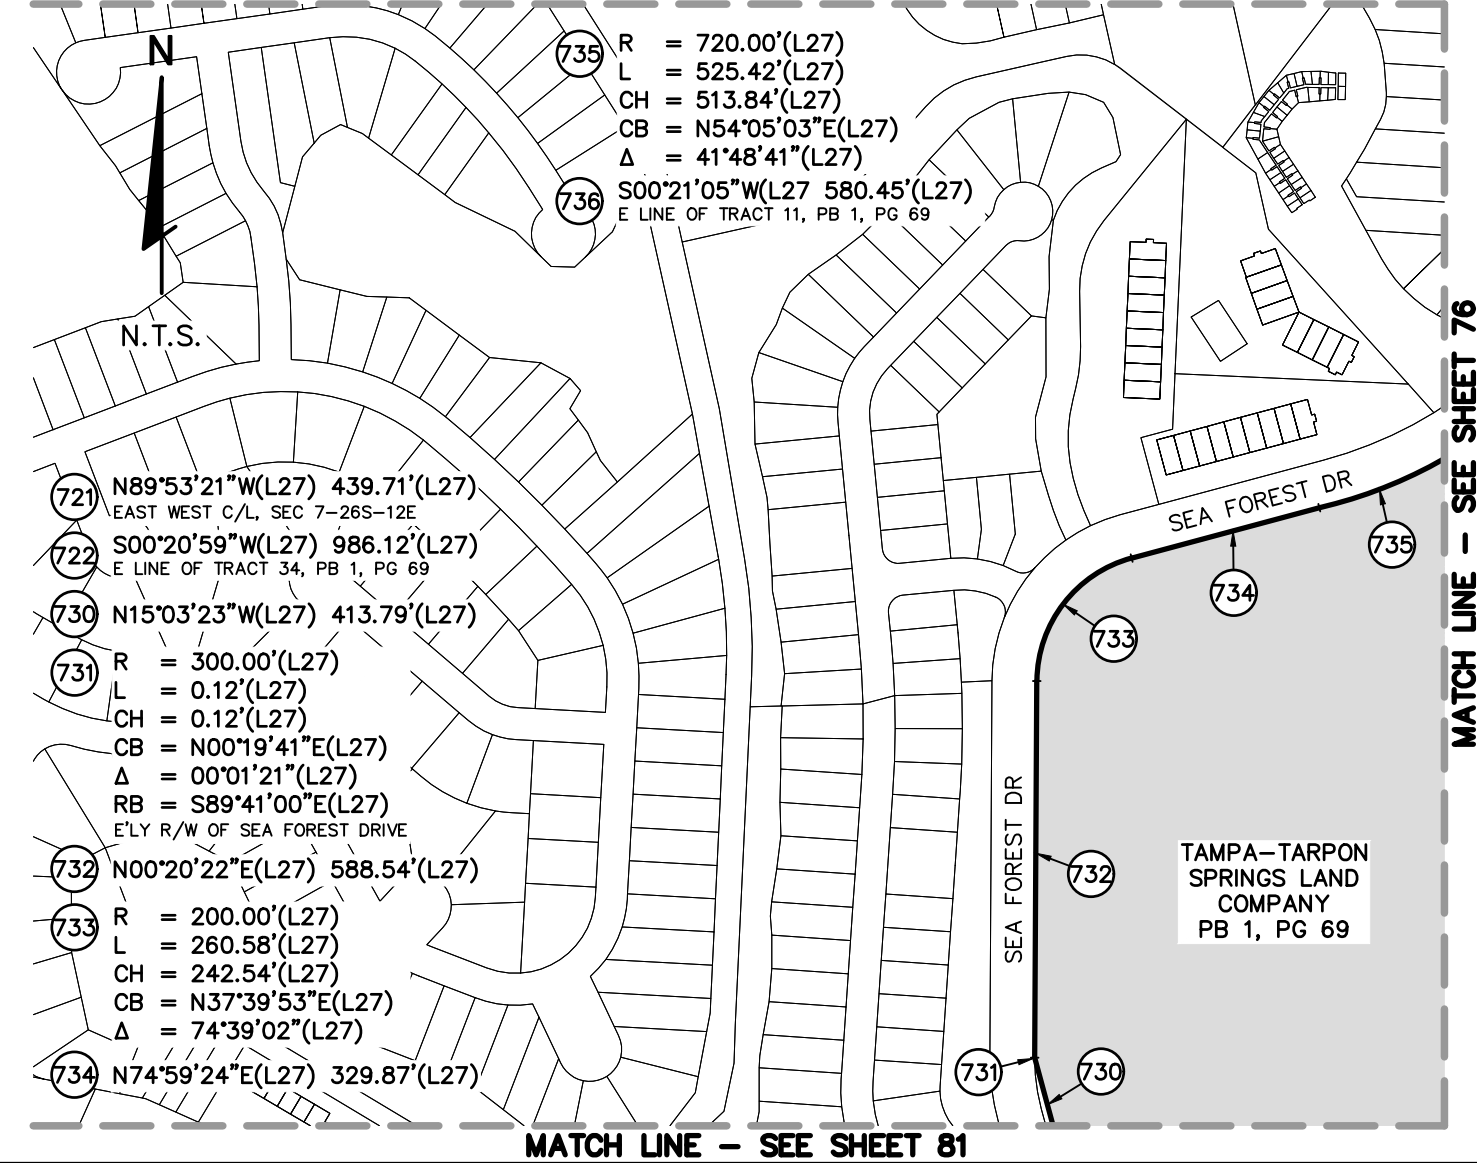 N
N.T.S.
735
R = 720.00'(L27)
L = 525.42'(L27)
CH = 513.84'(L27)
CB = N54°05'03"E(L27)
Δ = 41°48'41"(L27)
736
S00°21'05"W(L27 580.45'(L27)
E LINE OF TRACT 11, PB 1, PG 69
721
N89°53'21"W(L27) 439.71'(L27)
EAST WEST C/L, SEC 7-26S-12E
722
S00°20'59"W(L27) 986.12'(L27)
E LINE OF TRACT 34, PB 1, PG 69
730
N15°03'23"W(L27) 413.79'(L27)
731
R = 300.00'(L27)
L = 0.12'(L27)
CH = 0.12'(L27)
CB = N00°19'41"E(L27)
Δ = 00°01'21"(L27)
RB = S89°41'00"E(L27)
E'LY R/W OF SEA FOREST DRIVE
732
N00°20'22"E(L27) 588.54'(L27)
733
R = 200.00'(L27)
L = 260.58'(L27)
CH = 242.54'(L27)
CB = N37°39'53"E(L27)
Δ = 74°39'02"(L27)
734
N74°59'24"E(L27) 329.87'(L27)
SEA FOREST DR
735
734
733
SEA FOREST DR
732
TAMPA-TARPON
SPRINGS LAND
COMPANY
PB 1, PG 69
731
730
MATCH LINE - SEE SHEET 76
MATCH LINE - SEE SHEET 81